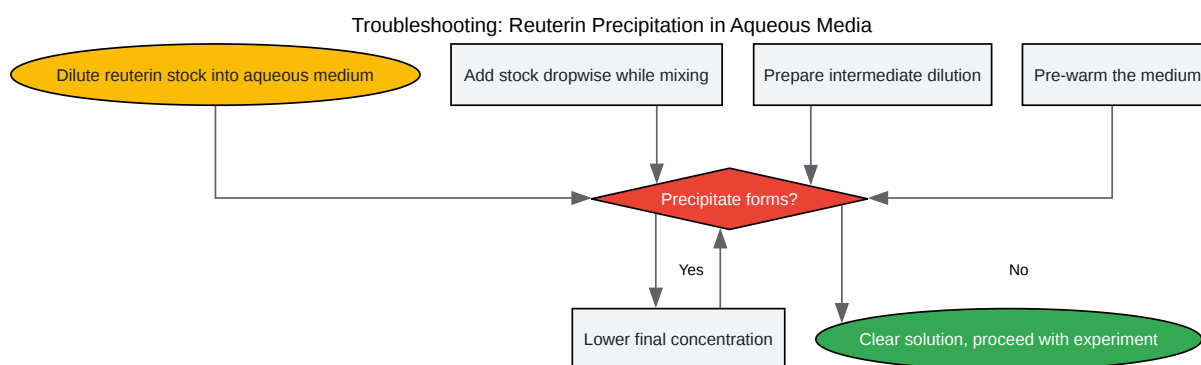 Troubleshooting: Reuterin Precipitation in Aqueous Media
Dilute reuterin stock into aqueous medium
Add stock dropwise while mixing
Prepare intermediate dilution
Pre-warm the medium
Precipitate forms?
Yes
No
Lower final concentration
Clear solution, proceed with experiment